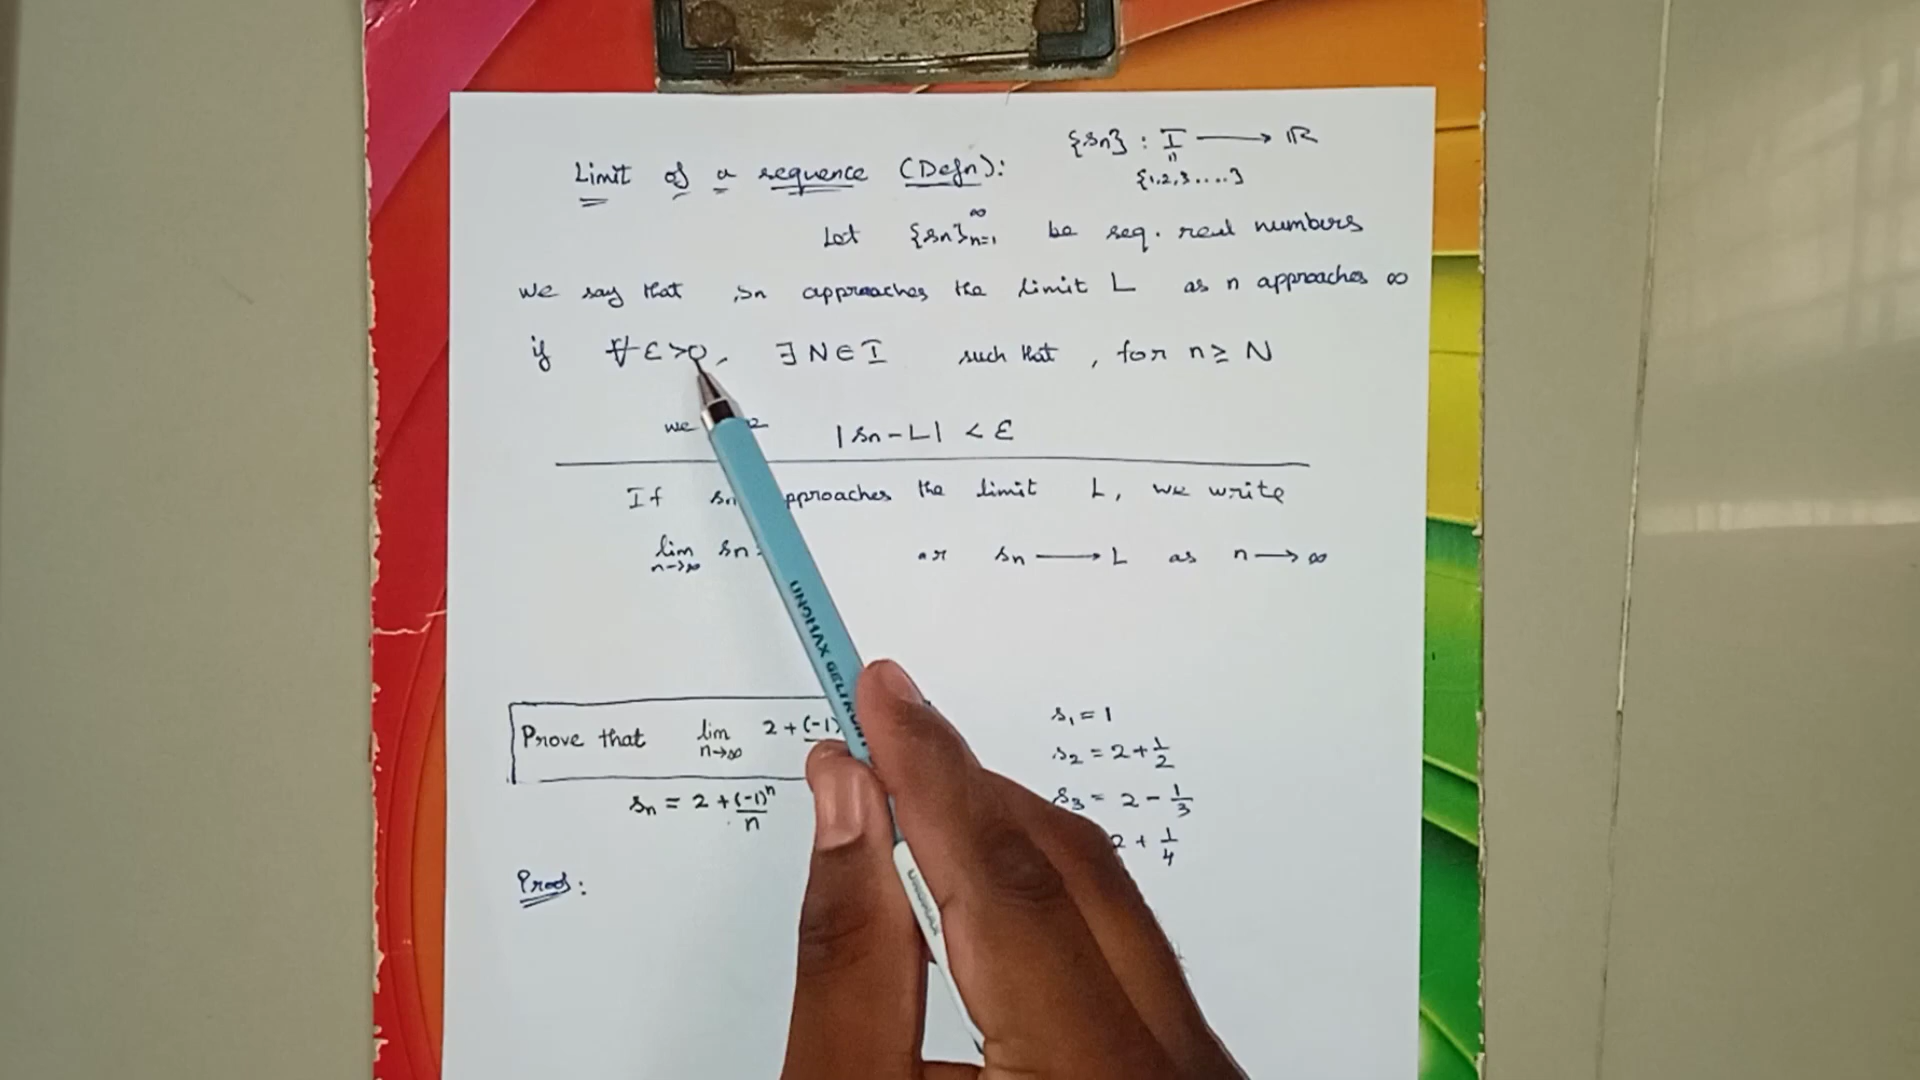 Limit of a sequence (Defn):
{sn} : I ⟶ R
n
{1,2,3....}
Let {sn}∞n=1 be seq. real numbers
we say that sn approaches the limit L as n approaches ∞
if ∀ ε>0, ∃ N∈I such that, for n≥N
we |sn-L| < ε
If sn approaches the limit L, we write
lim n→∞ sn = or sn ⟶ L as n ⟶ ∞
Prove that lim n→∞ 2+(-1)
s1 = 1
s2 = 2+1/2
sn = 2+(-1)^n/n
s3 = 2-1/3
2+1/4
Proof:
UNOMAX
UNOMAX